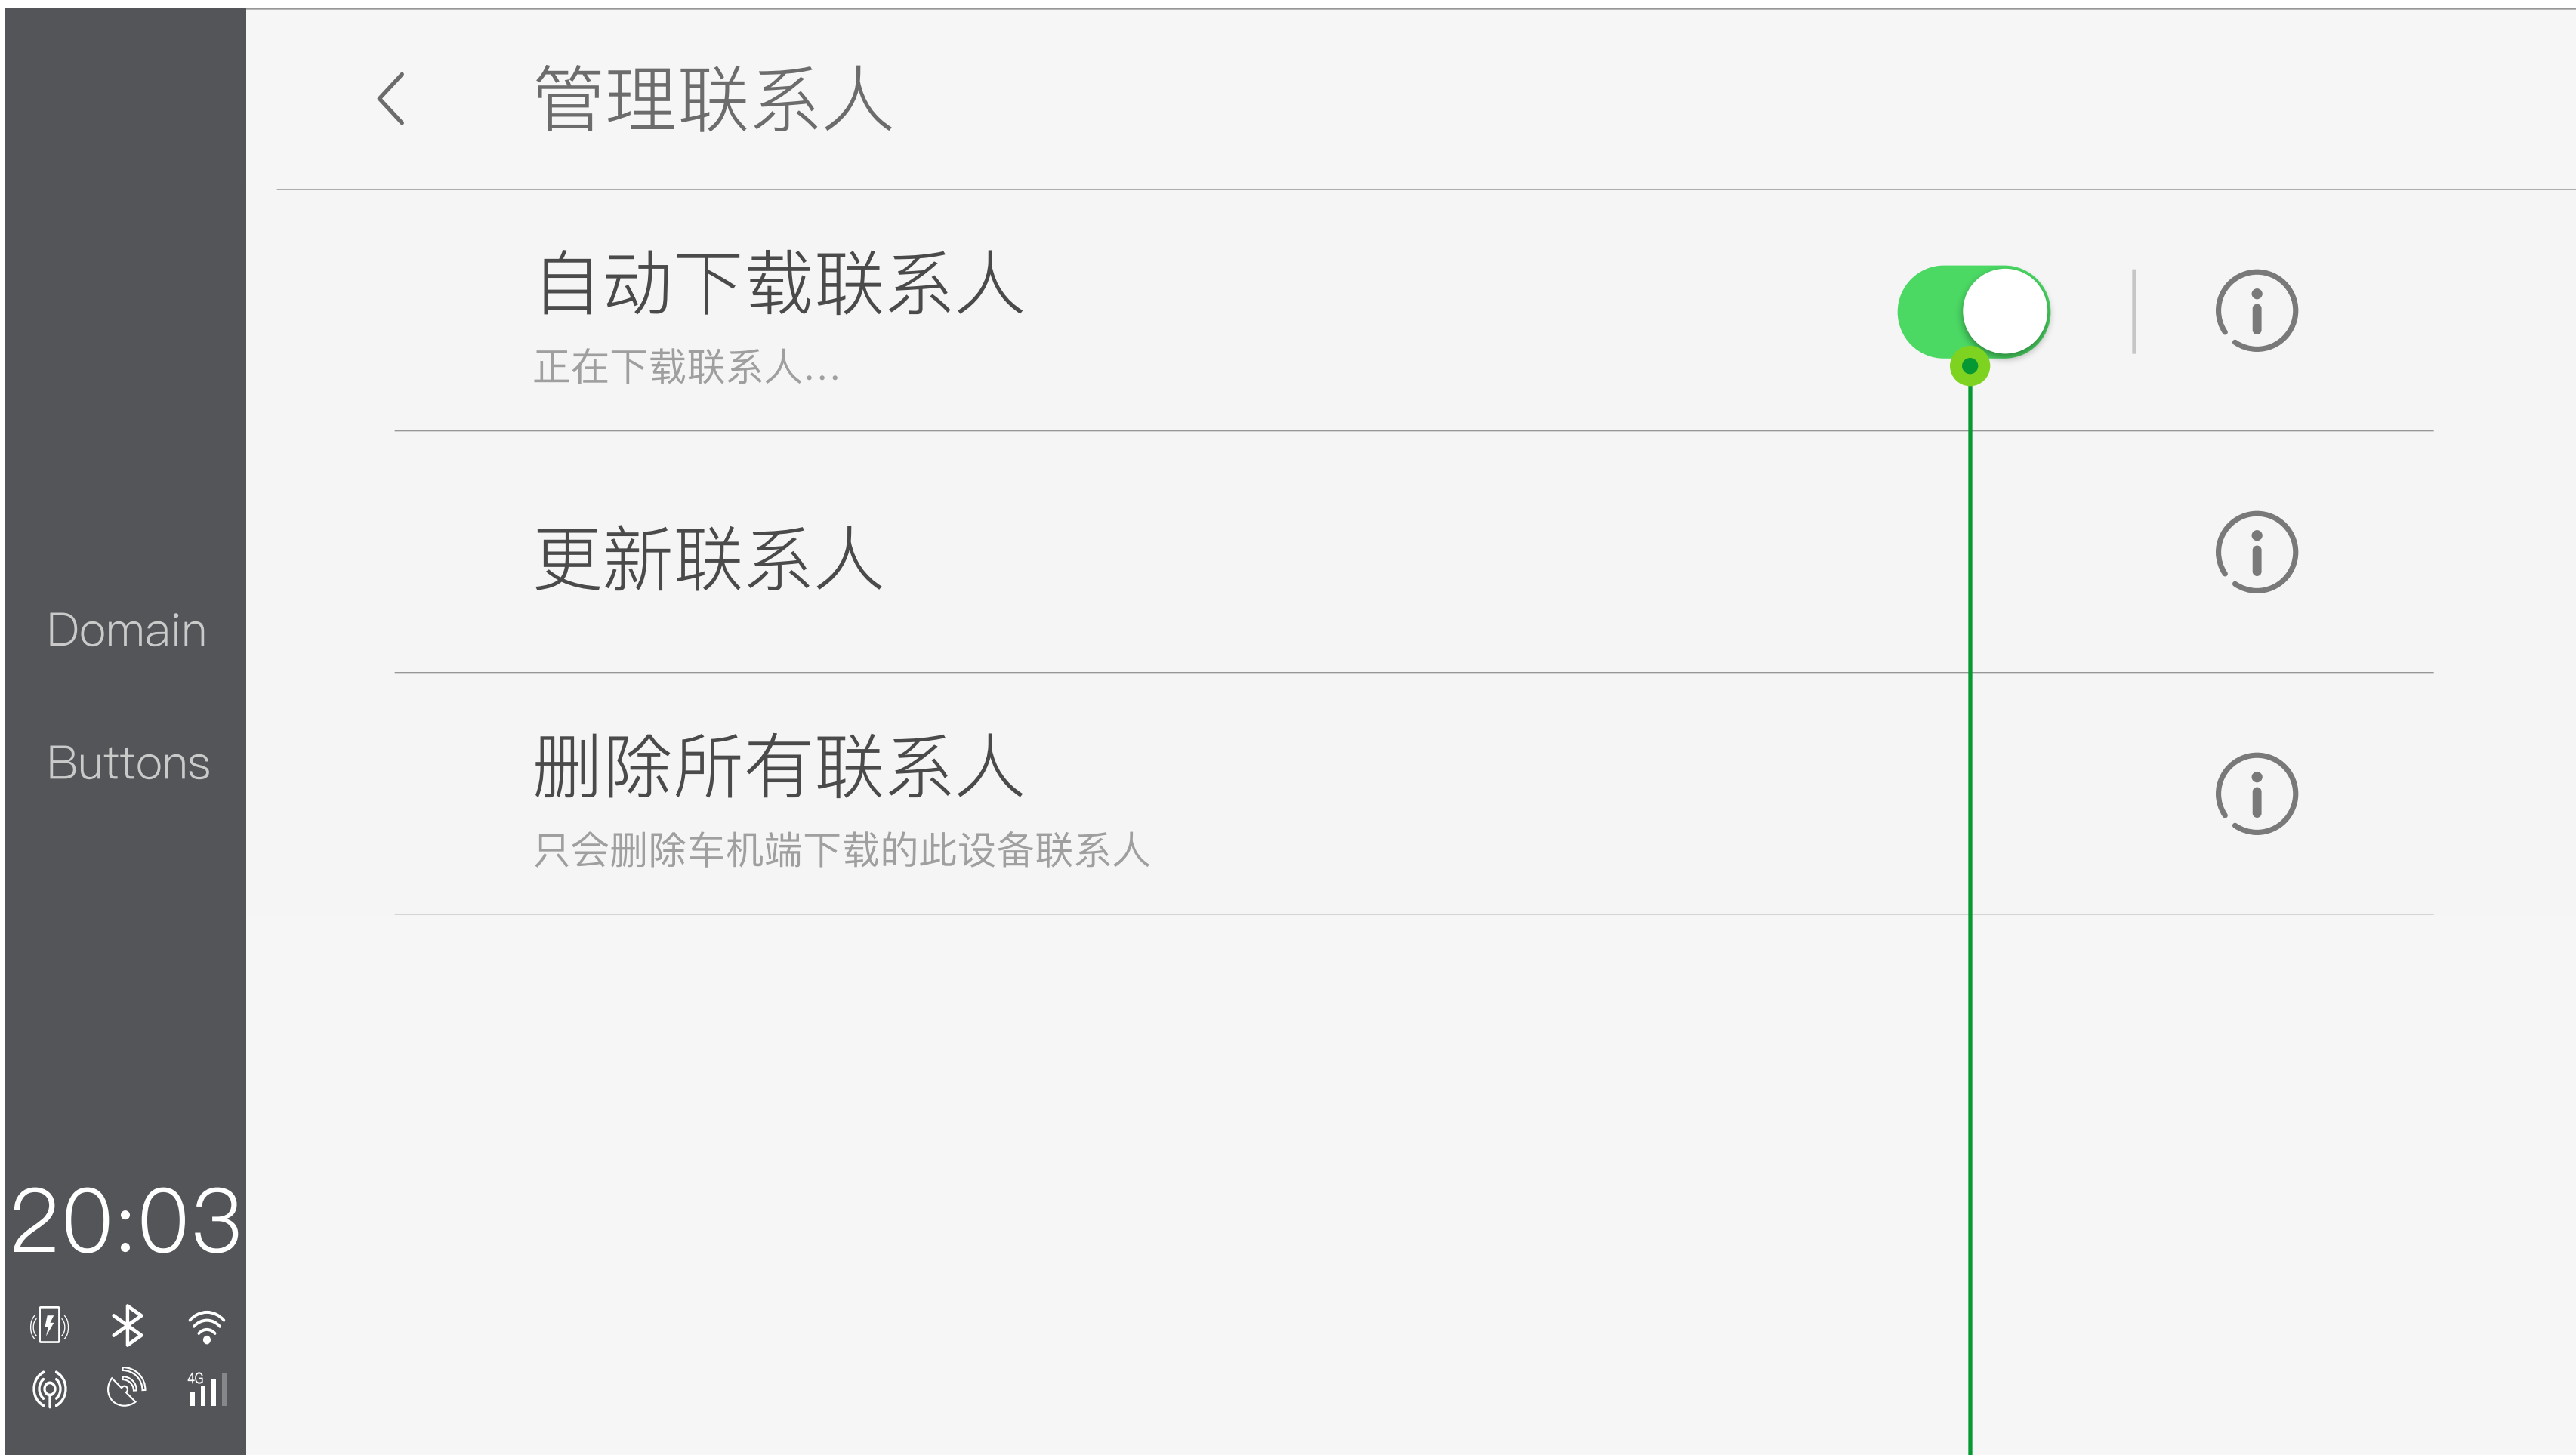 管理联系人
自动下载联系人
正在下载联系人...
更新联系人
删除所有联系人
只会删除车机端下载的此设备联系人
Domain
Buttons
20:03
4G